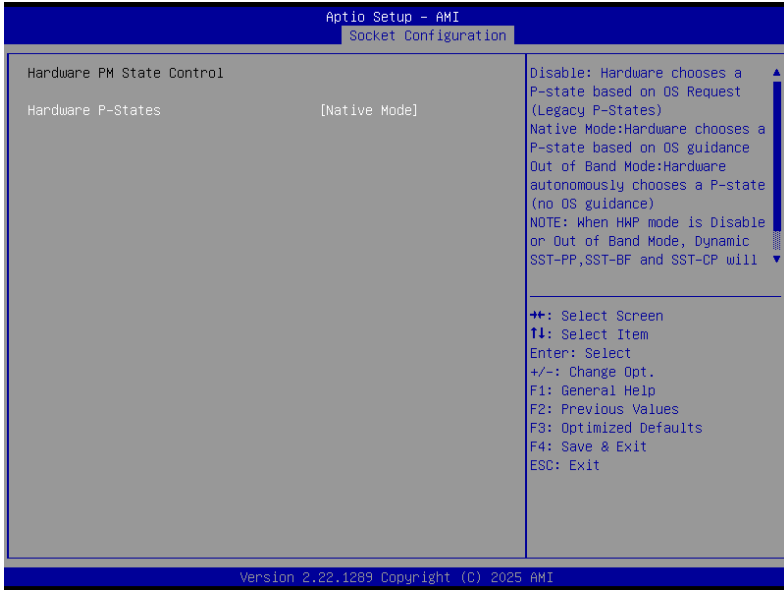 Aptio Setup – AMI
Socket Configuration
Hardware PM State Control
Hardware P-States [Native Mode]
Disable: Hardware chooses a
P-state based on OS Request
(Legacy P-States)
Native Mode:Hardware chooses a
P-state based on OS guidance
Out of Band Mode:Hardware
autonomously chooses a P-state
(no OS guidance)
NOTE: When HWP mode is Disable
or Out of Band Mode, Dynamic
SST-PP,SST-BF and SST-CP will
→←: Select Screen
↑↓: Select Item
Enter: Select
+/-: Change Opt.
F1: General Help
F2: Previous Values
F3: Optimized Defaults
F4: Save & Exit
ESC: Exit
Version 2.22.1289 Copyright (C) 2025 AMI